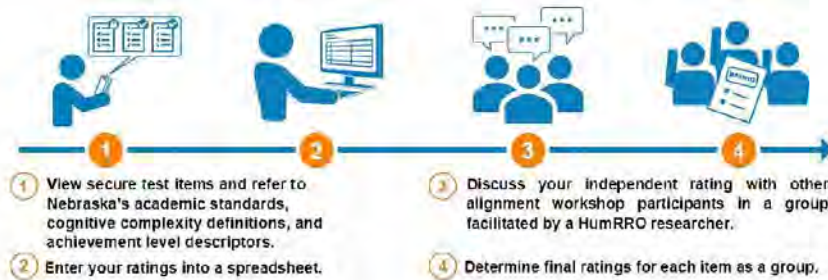 RATING
1 2 3 4
1 View secure test items and refer to
Nebraska's academic standards,
cognitive complexity definitions, and
achievement level descriptors.
2 Enter your ratings into a spreadsheet.
3 Discuss your independent rating with other
alignment workshop participants in a group
facilitated by a HumRRO researcher.
4 Determine final ratings for each item as a group.